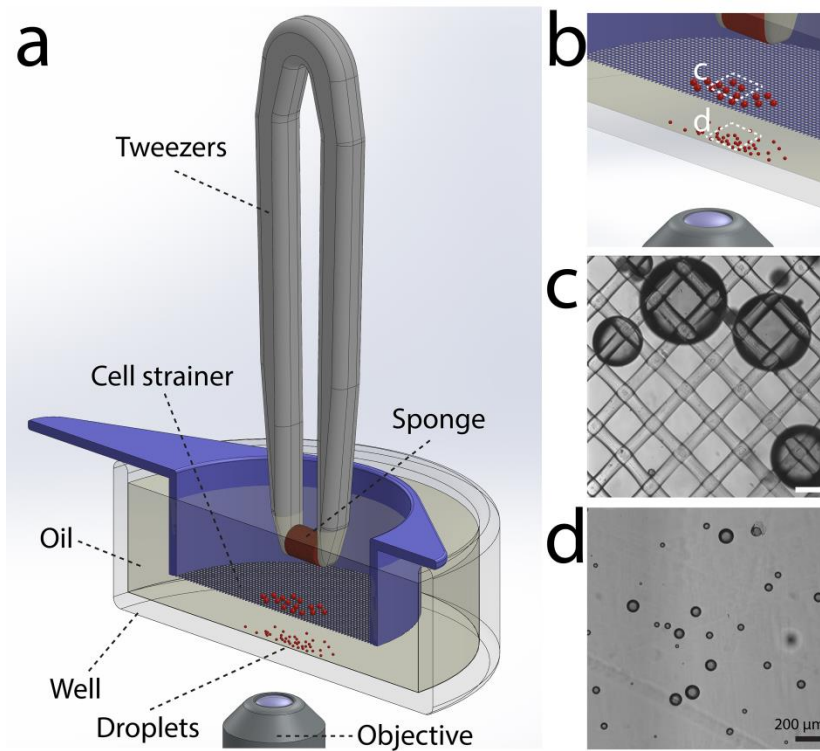 a
Tweezers
Cell strainer
Sponge
Oil
Well
Droplets
Objective
b
c
d
c
d
200 μm